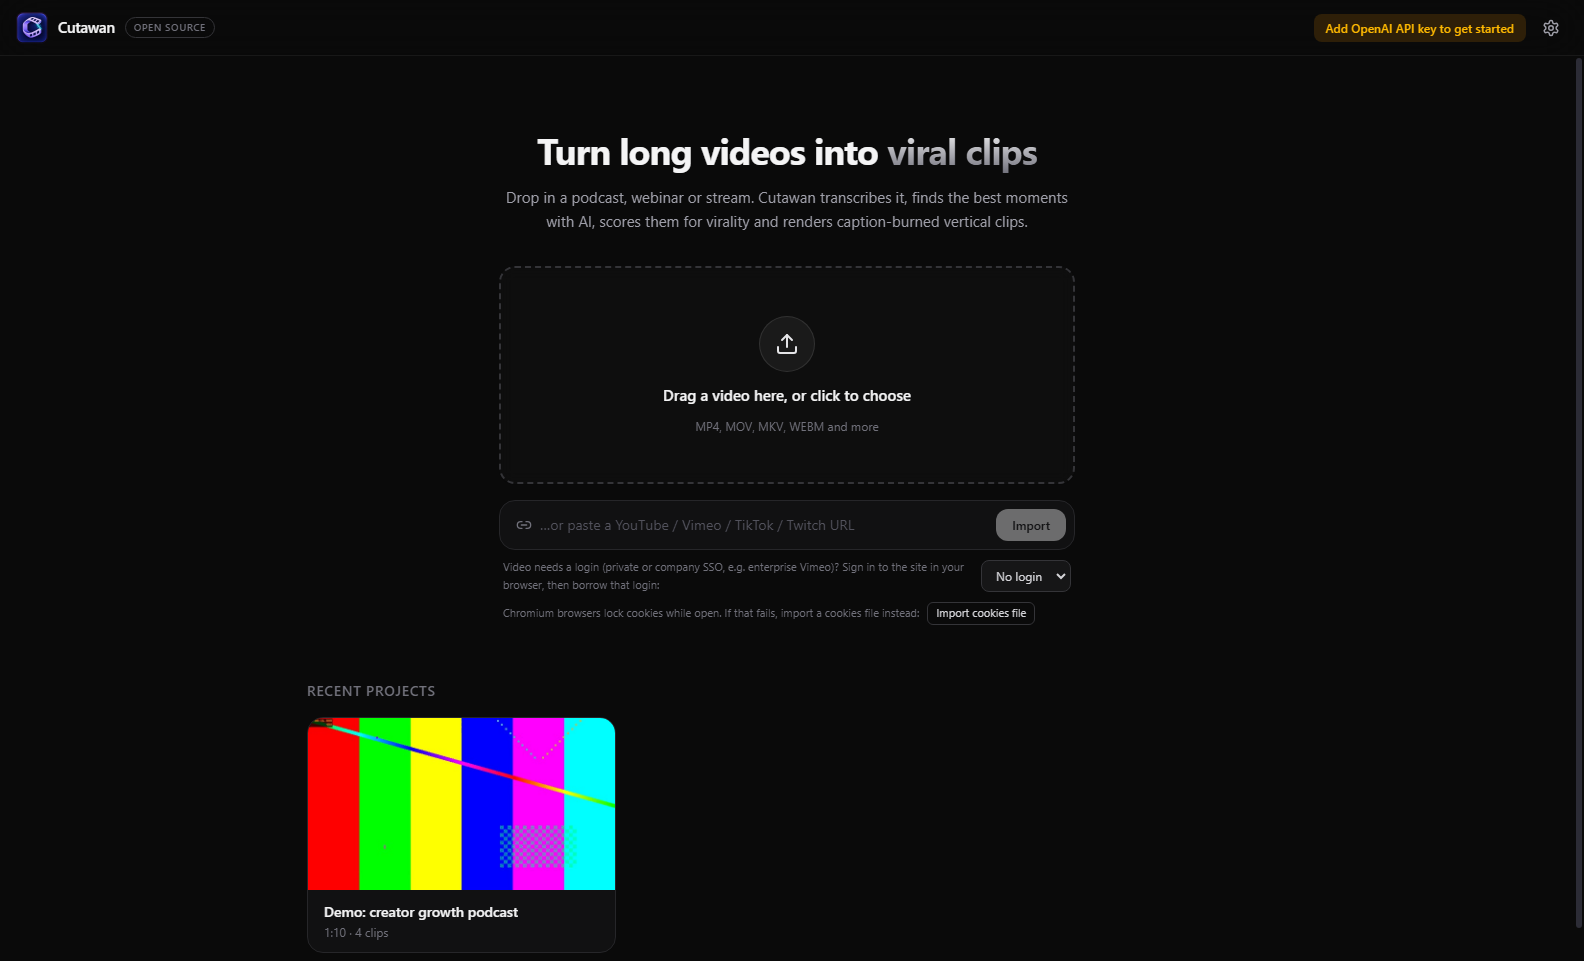 Cutawan
OPEN SOURCE
Add OpenAI API key to get started
Turn long videos into viral clips
Drop in a podcast, webinar or stream. Cutawan transcribes it, finds the best moments
with AI, scores them for virality and renders caption-burned vertical clips.
Drag a video here, or click to choose
MP4, MOV, MKV, WEBM and more
...or paste a YouTube / Vimeo / TikTok / Twitch URL
Import
Video needs a login (private or company SSO, e.g. enterprise Vimeo)? Sign in to the site in your
browser, then borrow that login:
No login
Chromium browsers lock cookies while open. If that fails, import a cookies file instead:
Import cookies file
RECENT PROJECTS
Demo: creator growth podcast
1:10 · 4 clips